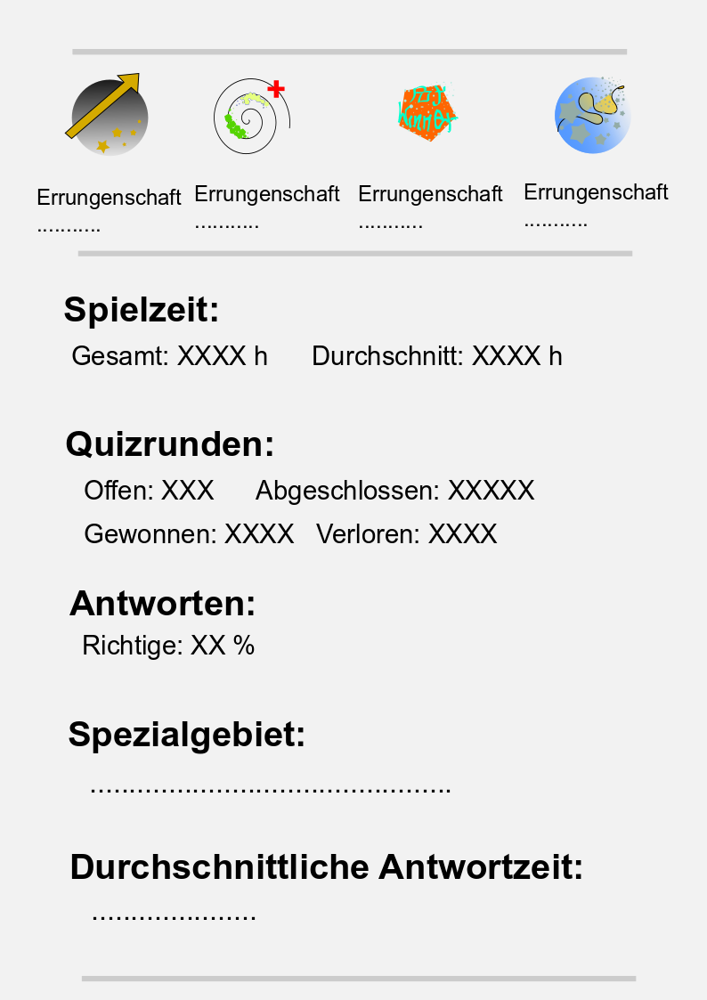 Errungenschaft Errungenschaft Errungenschaft Errungenschaft
........... ........... ........... ...........
Spielzeit:
Gesamt: XXXX h Durchschnitt: XXXX h
Quizrunden:
Offen: XXX Abgeschlossen: XXXXX
Gewonnen: XXXX Verloren: XXXX
Antworten:
Richtige: XX %
Spezialgebiet:
.............................................
Durchschnittliche Antwortzeit:
....................